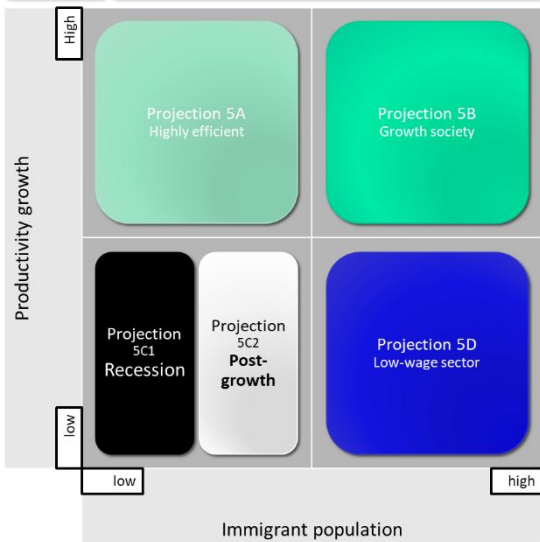 High
Projection 5A
Highly efficient
Projection 5B
Growth society
Productivity growth
Projection
5C1
Recession
Projection
5C2
Post-
growth
Projection 5D
Low-wage sector
low
low
high
Immigrant population